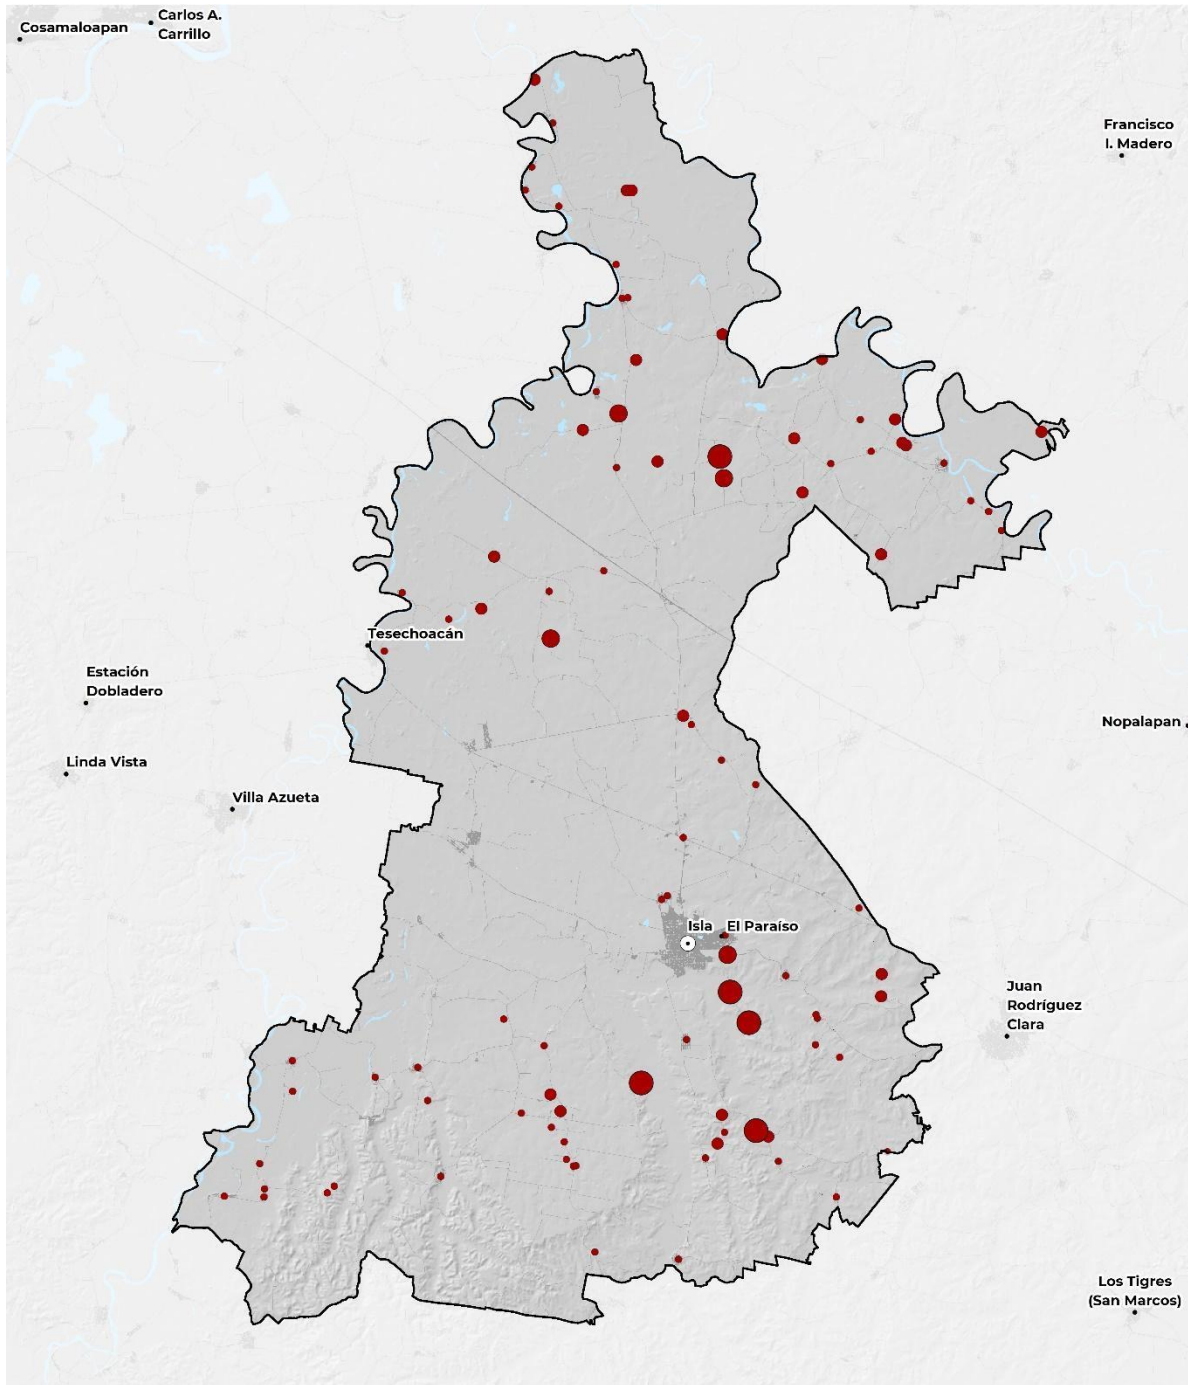 Cosamaloapan
Carlos A.
Carrillo
Francisco
I. Madero
Tesechoacán
Estación
Dobladero
Nopalapan
Linda Vista
Villa Azueta
Isla
El Paraíso
Juan
Rodríguez
Clara
Los Tigres
(San Marcos)